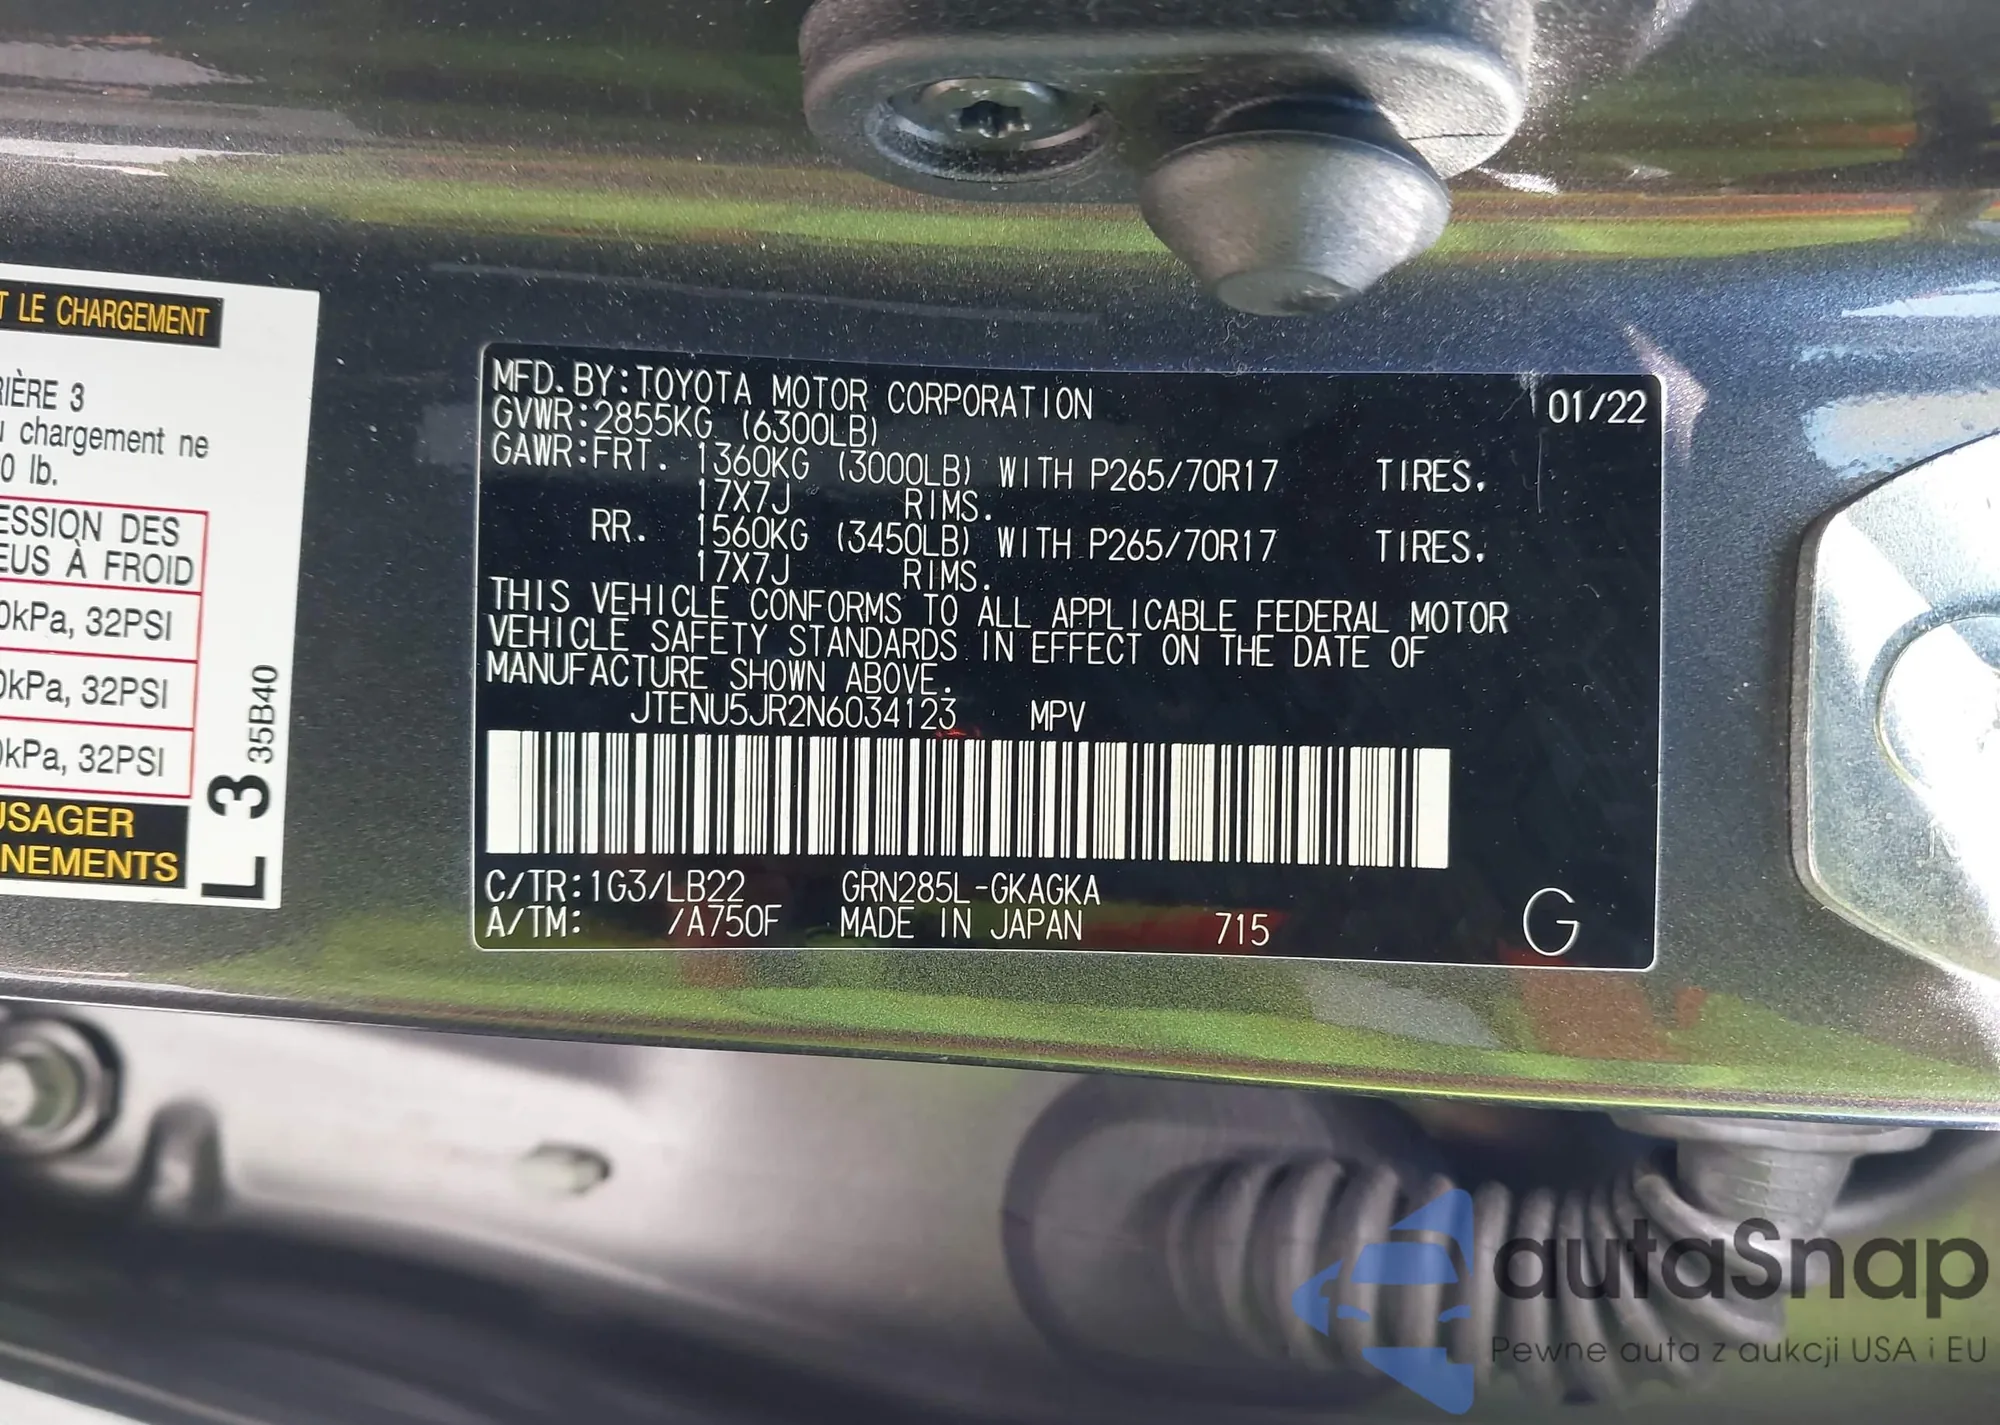 T LE CHARGEMENT
RIÈRE 3
chargement ne
0 lb.
ESSION DES
EUS À FROID
0kPa, 32PSI
0kPa, 32PSI
0kPa, 32PSI
USAGER
NEMENTS
L 3 35B40
MFD. BY:TOYOTA MOTOR CORPORATION 01/22
GVWR:2855KG (6300LB)
GAWR:FRT. 1360KG (3000LB) WITH P265/70R17 TIRES.
17X7J RIMS.
RR. 1560KG (3450LB) WITH P265/70R17 TIRES.
17X7J RIMS.
THIS VEHICLE CONFORMS TO ALL APPLICABLE FEDERAL MOTOR
VEHICLE SAFETY STANDARDS IN EFFECT ON THE DATE OF
MANUFACTURE SHOWN ABOVE.
JTENU5JR2N6034123 MPV
C/TR:1G3/LB22 GRN285L-GKAGKA
A/TM: /A750F MADE IN JAPAN 715 G
autaSnap
Pewne auta z aukcji USA i EU